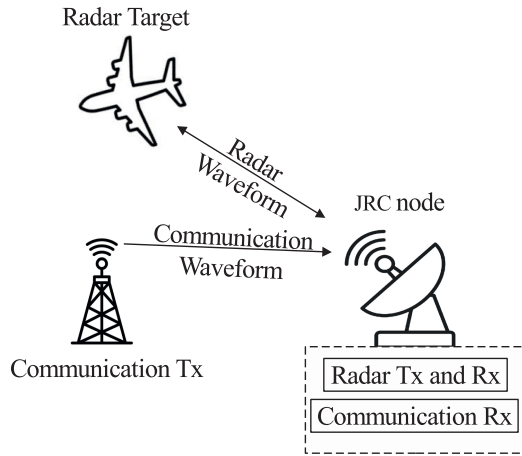 Radar Target
Radar
Waveform
JRC node
Communication
Waveform
Communication Tx
Radar Tx and Rx
Communication Rx